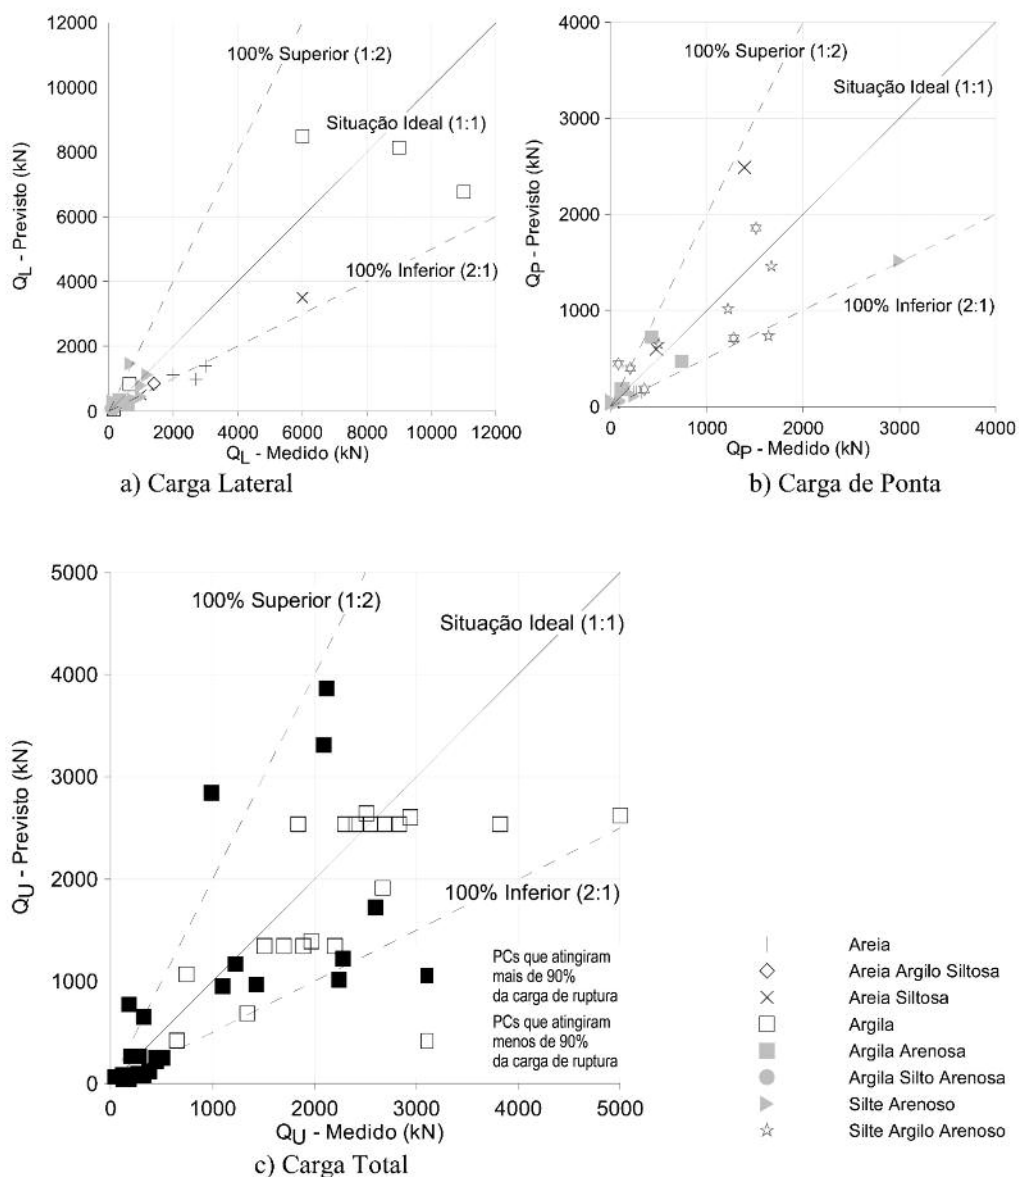 12000
10000
8000
6000
4000
2000
0
0 2000 4000 6000 8000 10000 12000
QL - Previsto (kN)
QL - Medido (kN)
100% Superior (1:2)
Situação Ideal (1:1)
100% Inferior (2:1)
a) Carga Lateral
4000
3000
2000
1000
0
0 1000 2000 3000 4000
QP - Previsto (kN)
QP - Medido (kN)
100% Superior (1:2)
Situação Ideal (1:1)
100% Inferior (2:1)
b) Carga de Ponta
5000
4000
3000
2000
1000
0
0 1000 2000 3000 4000 5000
QU - Previsto (kN)
QU - Medido (kN)
100% Superior (1:2)
Situação Ideal (1:1)
100% Inferior (2:1)
PCs que atingiram
mais de 90%
da carga de ruptura
PCs que atingiram
menos de 90%
da carga de ruptura
c) Carga Total
Areia
Areia Argilo Siltosa
Areia Siltosa
Argila
Argila Arenosa
Argila Silto Arenosa
Silte Arenoso
Silte Argilo Arenoso